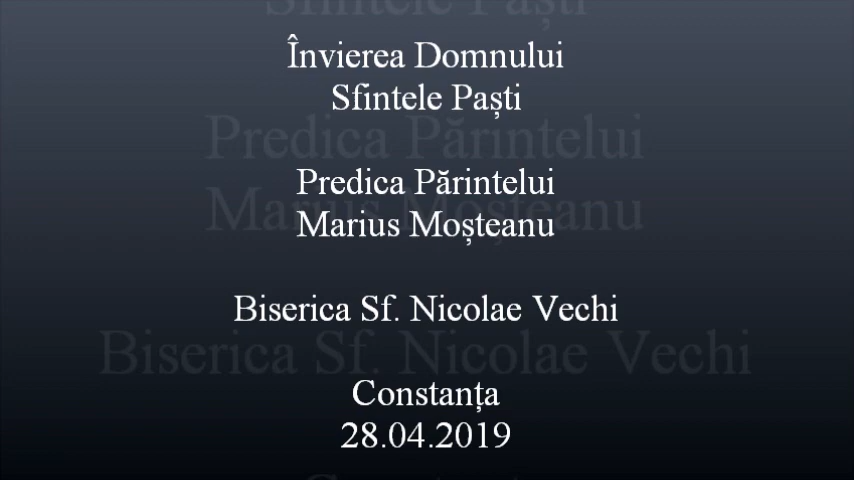 Învierea Domnului
Sfintele Paști
Predica Părintelui
Marius Moșteanu
Biserica Sf. Nicolae Vechi
Constanța
28.04.2019